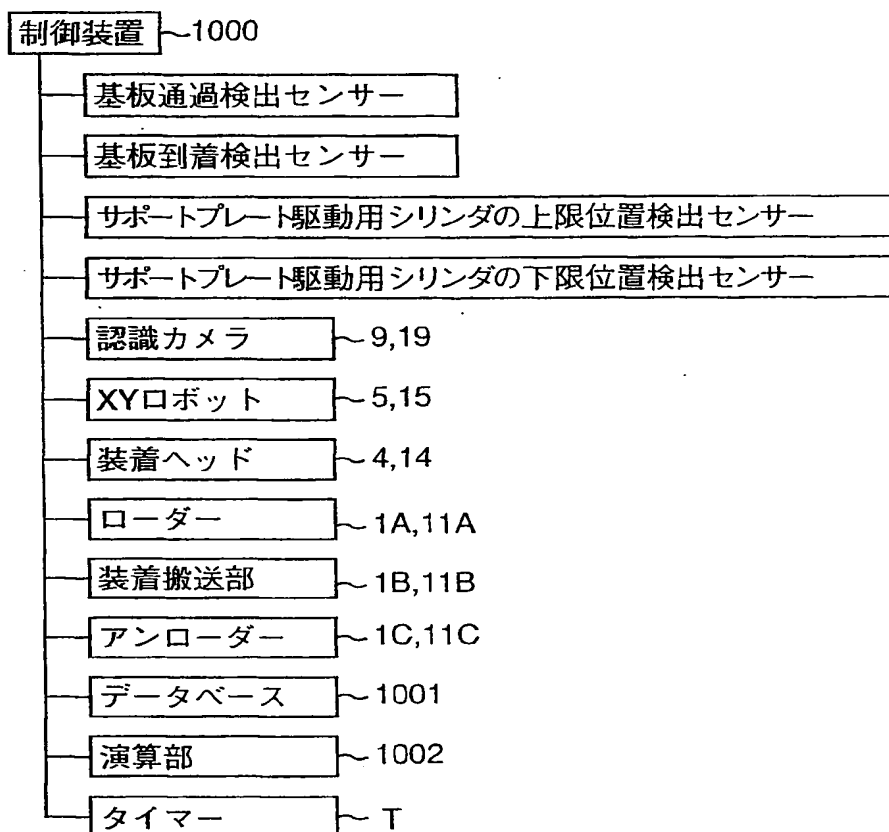 制御装置 ~1000
基板通過検出センサー
基板到着検出センサー
サポートプレート駆動用シリンダの上限位置検出センサー
サポートプレート駆動用シリンダの下限位置検出センサー
認識カメラ ~9,19
XYロボット ~5,15
装着ヘッド ~4,14
ローダー ~1A,11A
装着搬送部 ~1B,11B
アンローダー ~1C,11C
データベース ~1001
演算部 ~1002
タイマー ~T